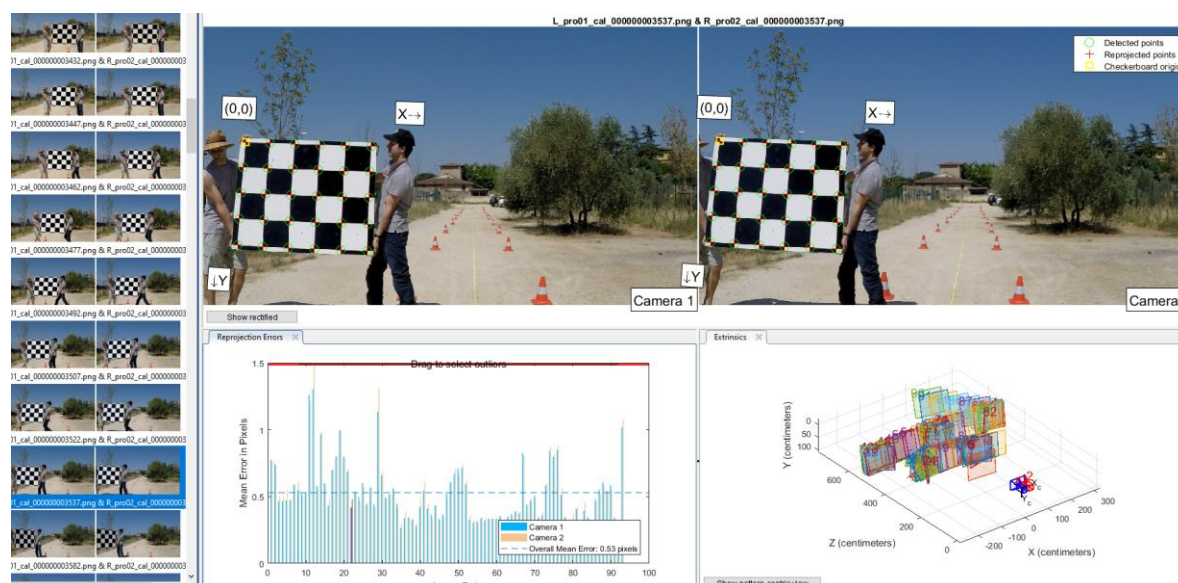 L_pro01_cal_000000003537.png & R_pro02_cal_000000003537.png
01_cal_000000003432.png & R_pro02_cal_000000003
01_cal_000000003447.png & R_pro02_cal_000000003
01_cal_000000003462.png & R_pro02_cal_000000003
01_cal_000000003477.png & R_pro02_cal_000000003
01_cal_000000003492.png & R_pro02_cal_000000003
01_cal_000000003507.png & R_pro02_cal_000000003
01_cal_000000003522.png & R_pro02_cal_000000003
01_cal_000000003537.png & R_pro02_cal_000000003
01_cal_000000003582.png & R_pro02_cal_000000003
(0,0)
X→
↓Y
Camera 1
(0,0)
X→
↓Y
Camera
Detected points
Reprojected points
Checkerboard origin
Show rectified
Reprojection Errors
Drag to select outliers
Mean Error in Pixels
1.5
1
0.5
0
0 10 20 30 40 50 60 70 80 90 100
Camera 1
Camera 2
Overall Mean Error: 0.53 pixels
Extrinsics
Y (centimeters)
0
50
100
82
600
400
200
0
Z (centimeters)
-200
-100
0
100
200
300
X (centimeters)